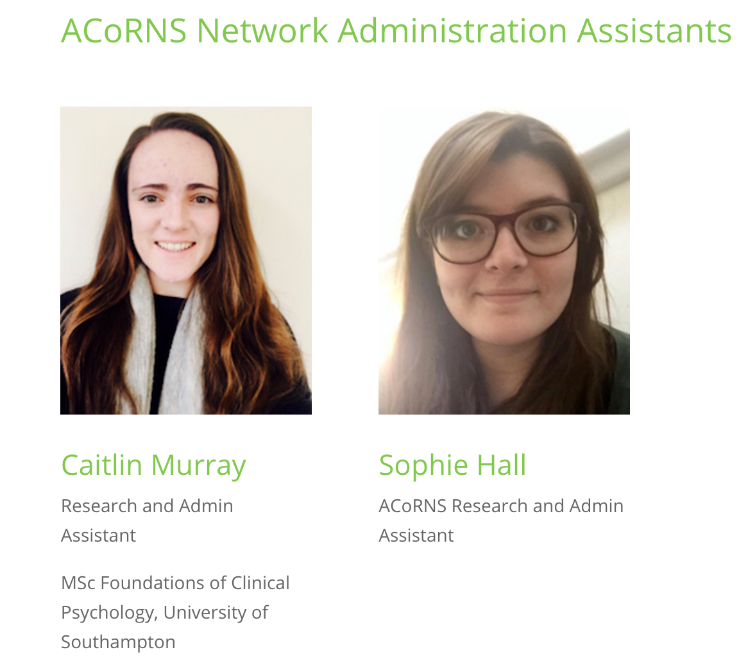 ACoRNS Network Administration Assistants
Caitlin Murray
Research and Admin
Assistant
MSc Foundations of Clinical
Psychology, University of
Southampton
Sophie Hall
ACoRNS Research and Admin
Assistant